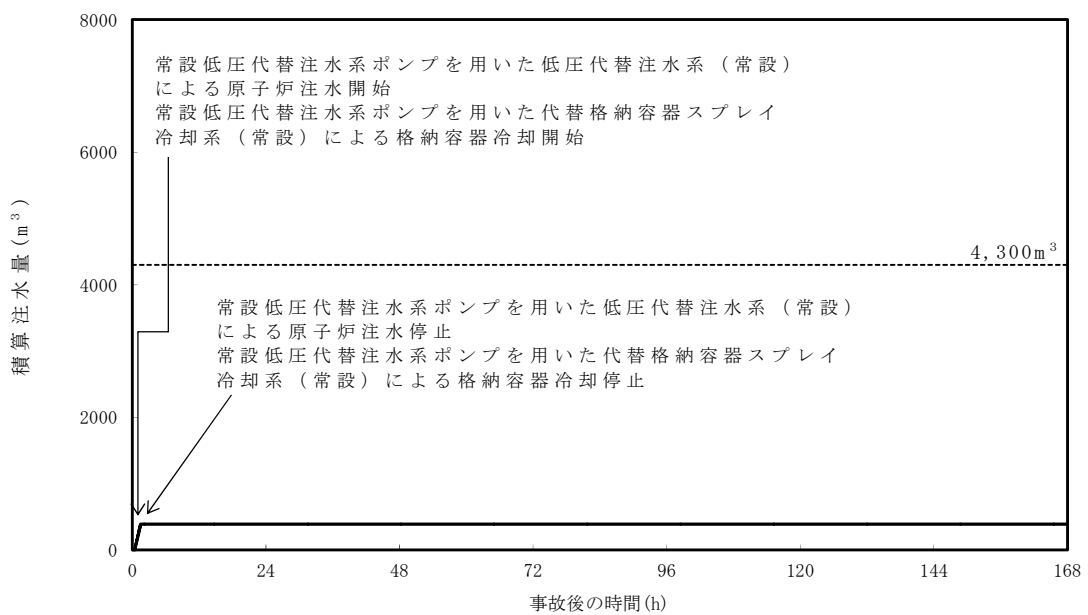 8000
常設低圧代替注水系ポンプを用いた低圧代替注水系（常設）
による原子炉注水開始
常設低圧代替注水系ポンプを用いた代替格納容器スプレイ
冷却系（常設）による格納容器冷却開始
6000
4,300m³
積算注水量(m³)
4000
常設低圧代替注水系ポンプを用いた低圧代替注水系（常設）
による原子炉注水停止
常設低圧代替注水系ポンプを用いた代替格納容器スプレイ
冷却系（常設）による格納容器冷却停止
2000
0
0 24 48 72 96 120 144 168
事故後の時間(h)